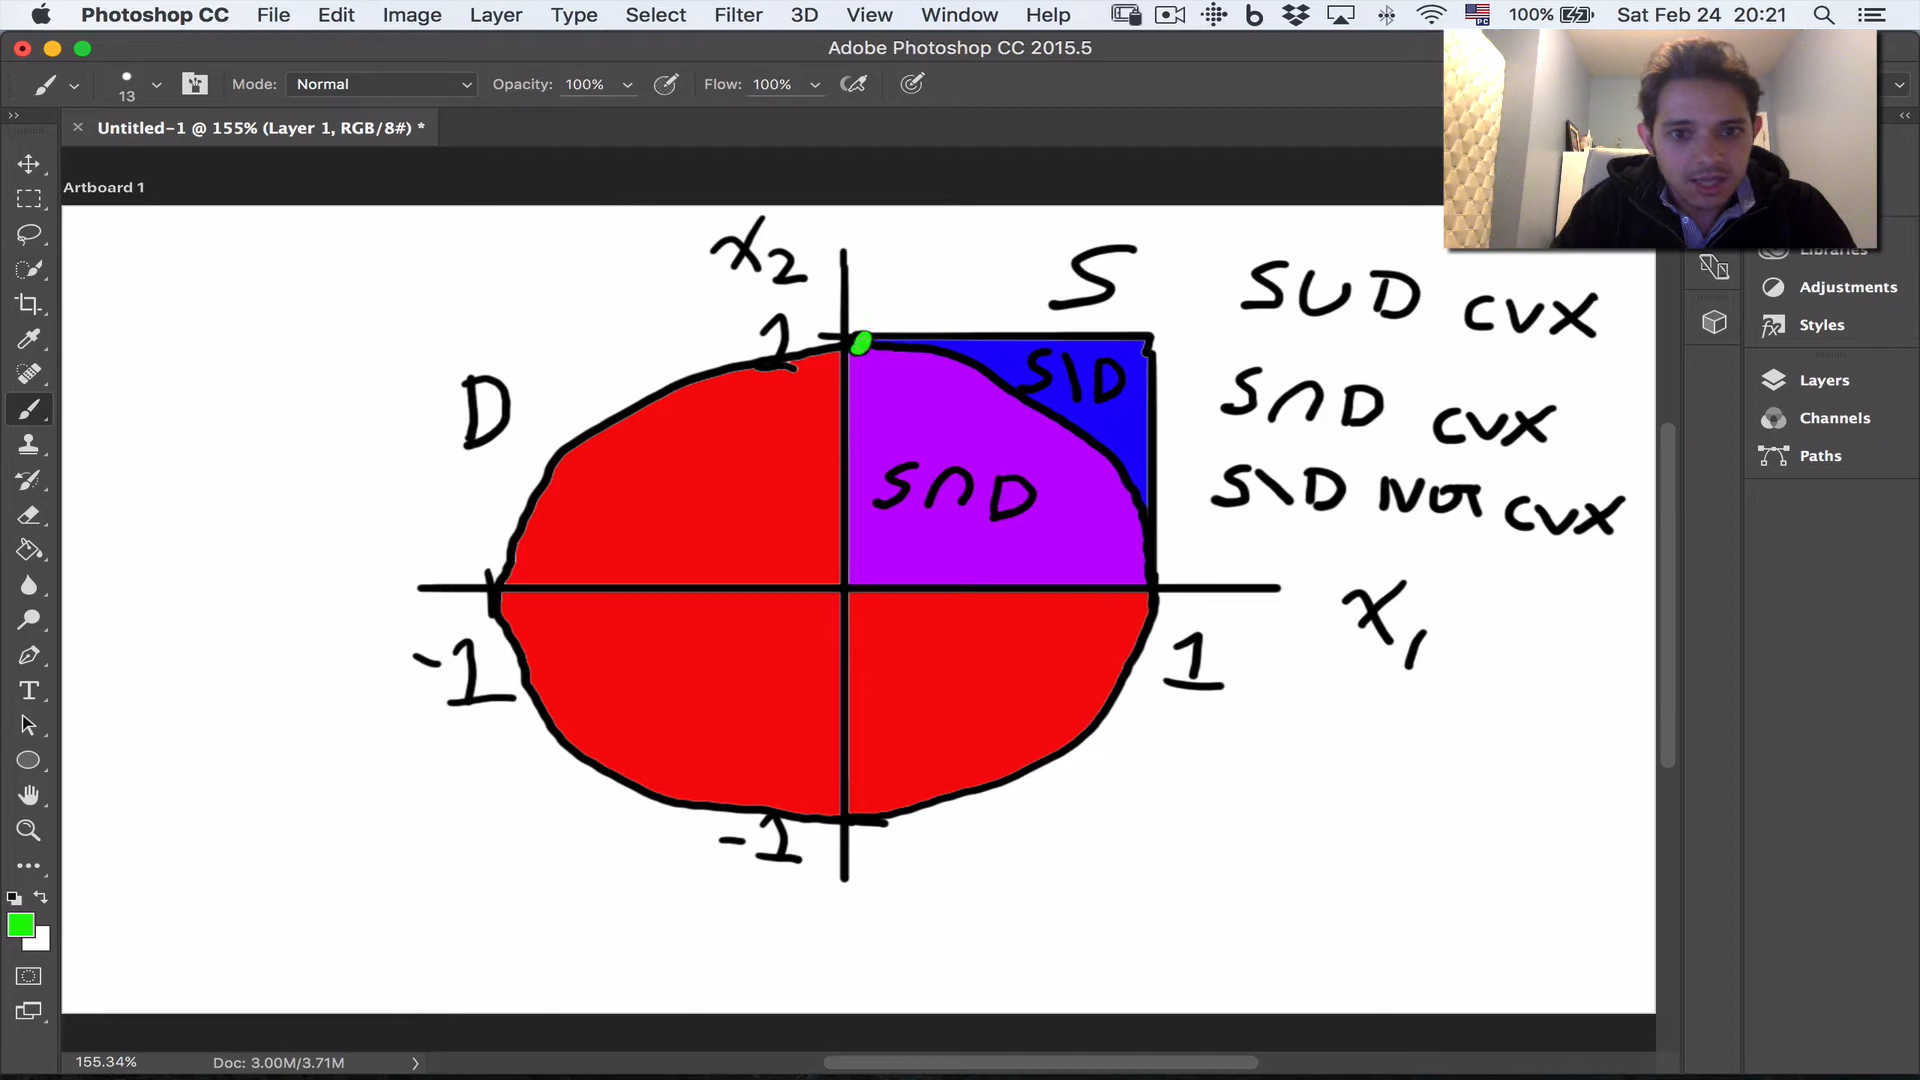 Photoshop CC File Edit Image Layer Type Select Filter 3D View Window Help 100% Sat Feb 24 20:21
Adobe Photoshop CC 2015.5
13 Mode: Normal Opacity: 100% Flow: 100%
Untitled-1 @ 155% (Layer 1, RGB/8#) *
Artboard 1
x2
S
S∪D CVX
1
D
S\D
S∩D CVX
S∩D
S\D NOT CVX
x1
-1
1
-1
Libraries
Adjustments
Styles
Layers
Channels
Paths
155.34% Doc: 3.00M/3.71M